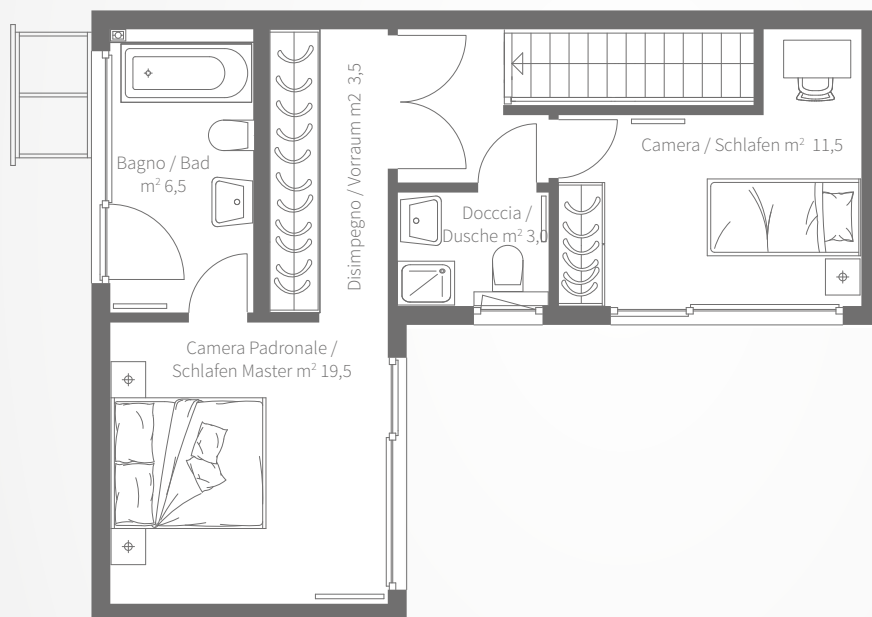 Bagno / Bad
m² 6,5
Disimpegno / Vorraum m2 3,5
Camera / Schlafen m² 11,5
Docccia /
Dusche m² 3,0
Camera Padronale /
Schlafen Master m² 19,5